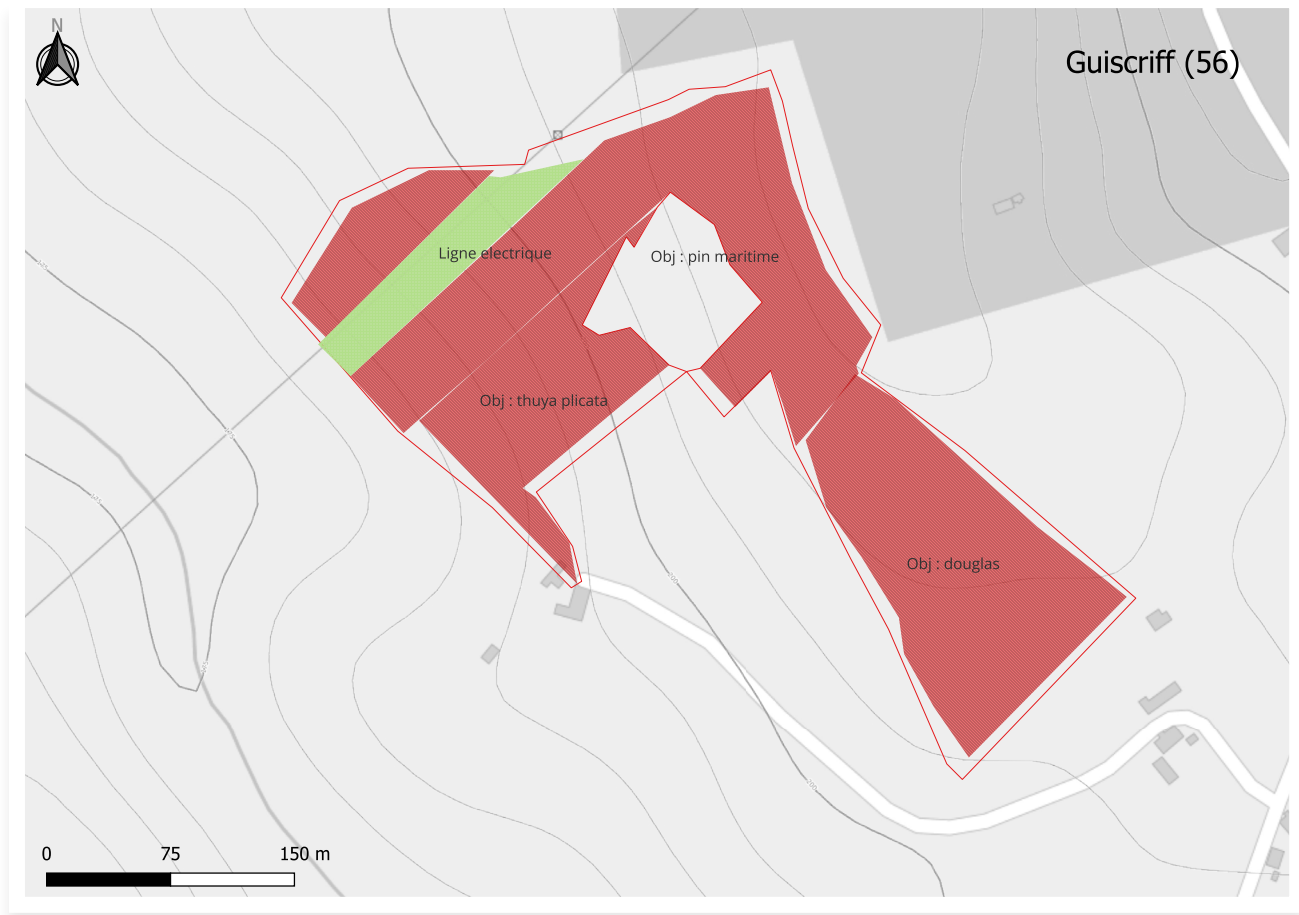 N
Guiscriff (56)
Ligne electrique
Obj : pin maritime
Obj : thuya plicata
Obj : douglas
0 75 150 m